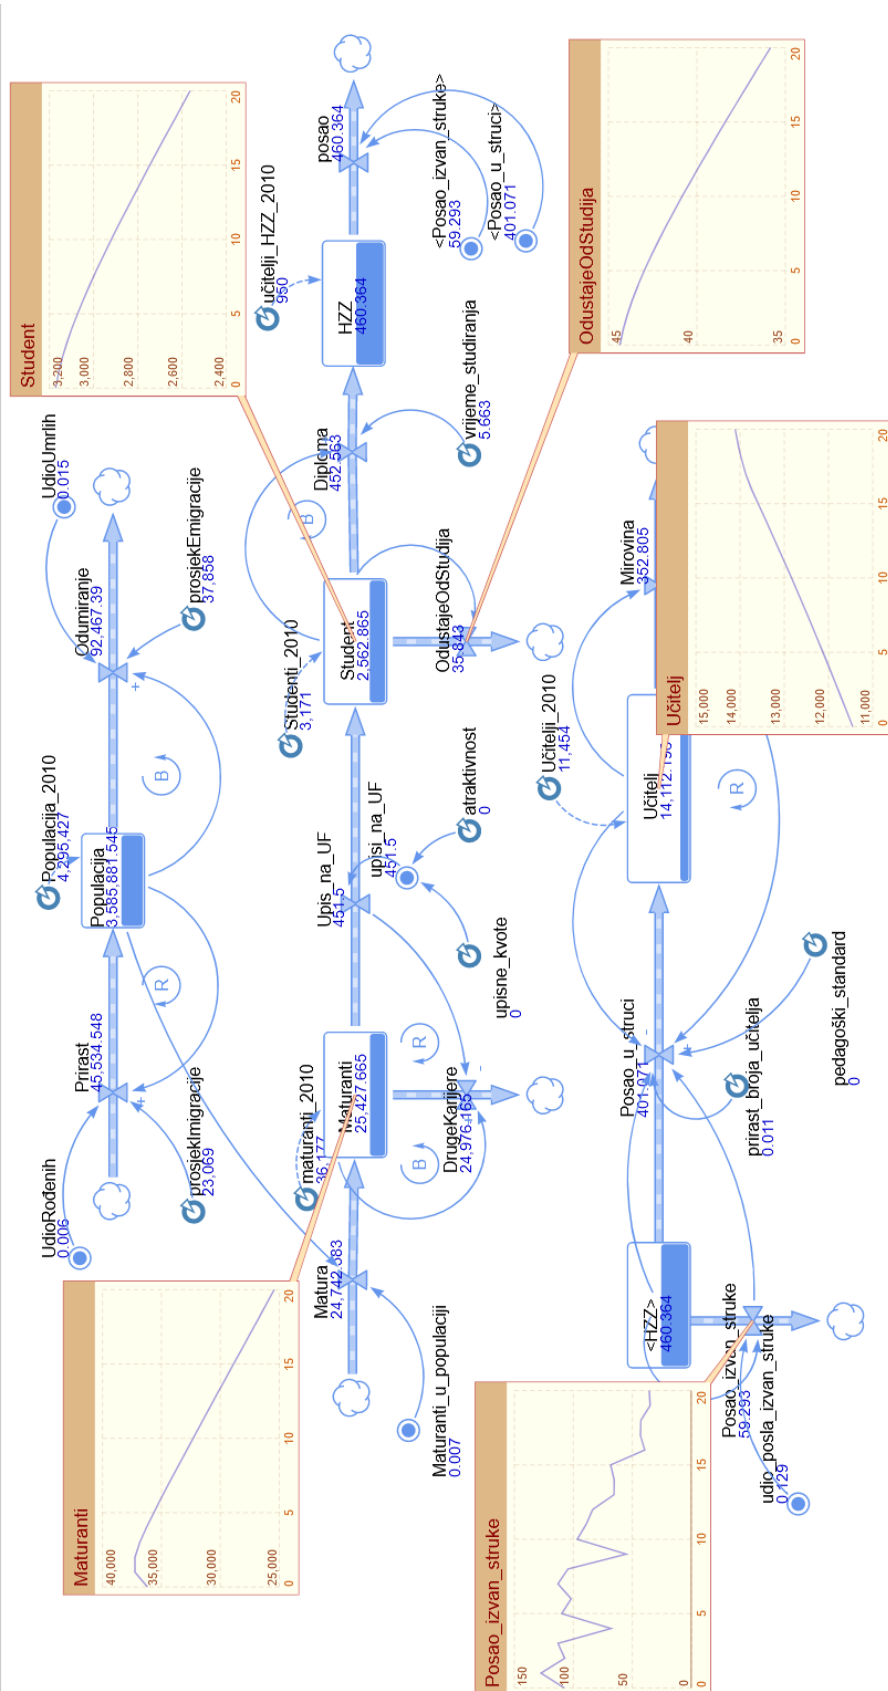 UdioRođenih
0.006
Prirast
45,534.548
prosjekImigracije
23,069
+
R
Populacija_2010
4,295,427
Populacija
3,585,881.545
B
+
Odumiranje
92,467.39
UdioUmrlih
0.015
prosjekEmigracije
37,858
Maturanti
40,000
35,000
30,000
25,000
0
5
10
15
20
Student
3,200
3,000
2,800
2,600
2,400
0
5
10
15
20
Matura
24,742.583
Maturanti_u_populaciji
0.007
maturanti_2010
36,177
Maturanti
25,427.665
B
R
DrugeKarijere
24,976.165
-
Upis_na_UF
451.5
upisi_na_UF
451.5
upisne_kvote
0
atraktivnost
0
Studenti_2010
3,171
Student
2,562.865
OdustajeOdStudija
35.843
B
Diploma
452.563
vrijeme_studiranja
5.663
učitelji_HZZ_2010
950
HZZ
460.364
posao
460.364
<Posao_izvan_struke>
59.293
<Posao_u_struci>
401.071
OdustajeOdStudija
45
40
35
0
5
10
15
20
Posao_izvan_struke
150
100
50
0
0
5
10
15
20
<HZZ>
460.364
Posao_izvan_struke
59.293
udio_posla_izvan_struke
0.129
Posao_u_struci
401.071
-
+
prirast_broja_učitelja
0.011
pedagoški_standard
0
Učitelji_2010
11,454
Učitelj
R
Mirovina
352.805
Učitelj
15,000
14,000
13,000
12,000
11,000
0
5
10
15
20